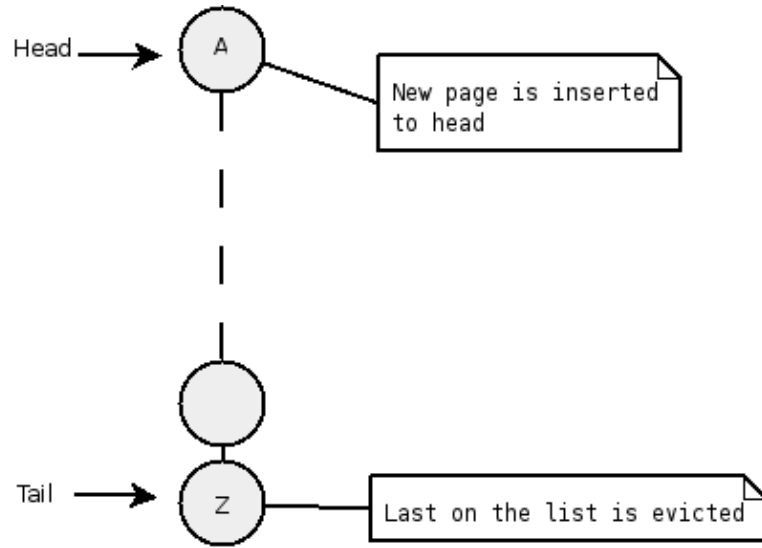 Head
A
New page is inserted
to head
Tail
Z
Last on the list is evicted